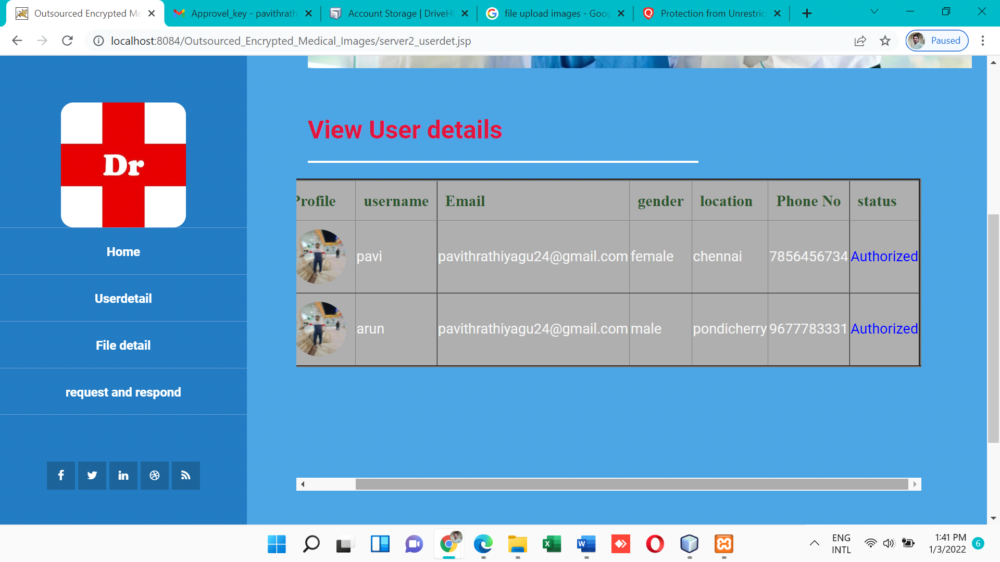 Outsourced Encrypted Me
Approvel_key - pavithrath
Account Storage | DriveH
file upload images - Goog
Protection from Unrestric
localhost:8084/Outsourced_Encrypted_Medical_Images/server2_userdet.jsp
Paused
Dr
Home
Userdetail
File detail
request and respond
View User details
Profile username Email gender location Phone No status
pavi pavithrathiyagu24@gmail.com female chennai 7856456734 Authorized
arun pavithrathiyagu24@gmail.com male pondicherry 9677783331 Authorized
ENG
INTL
1:41 PM
1/3/2022
6